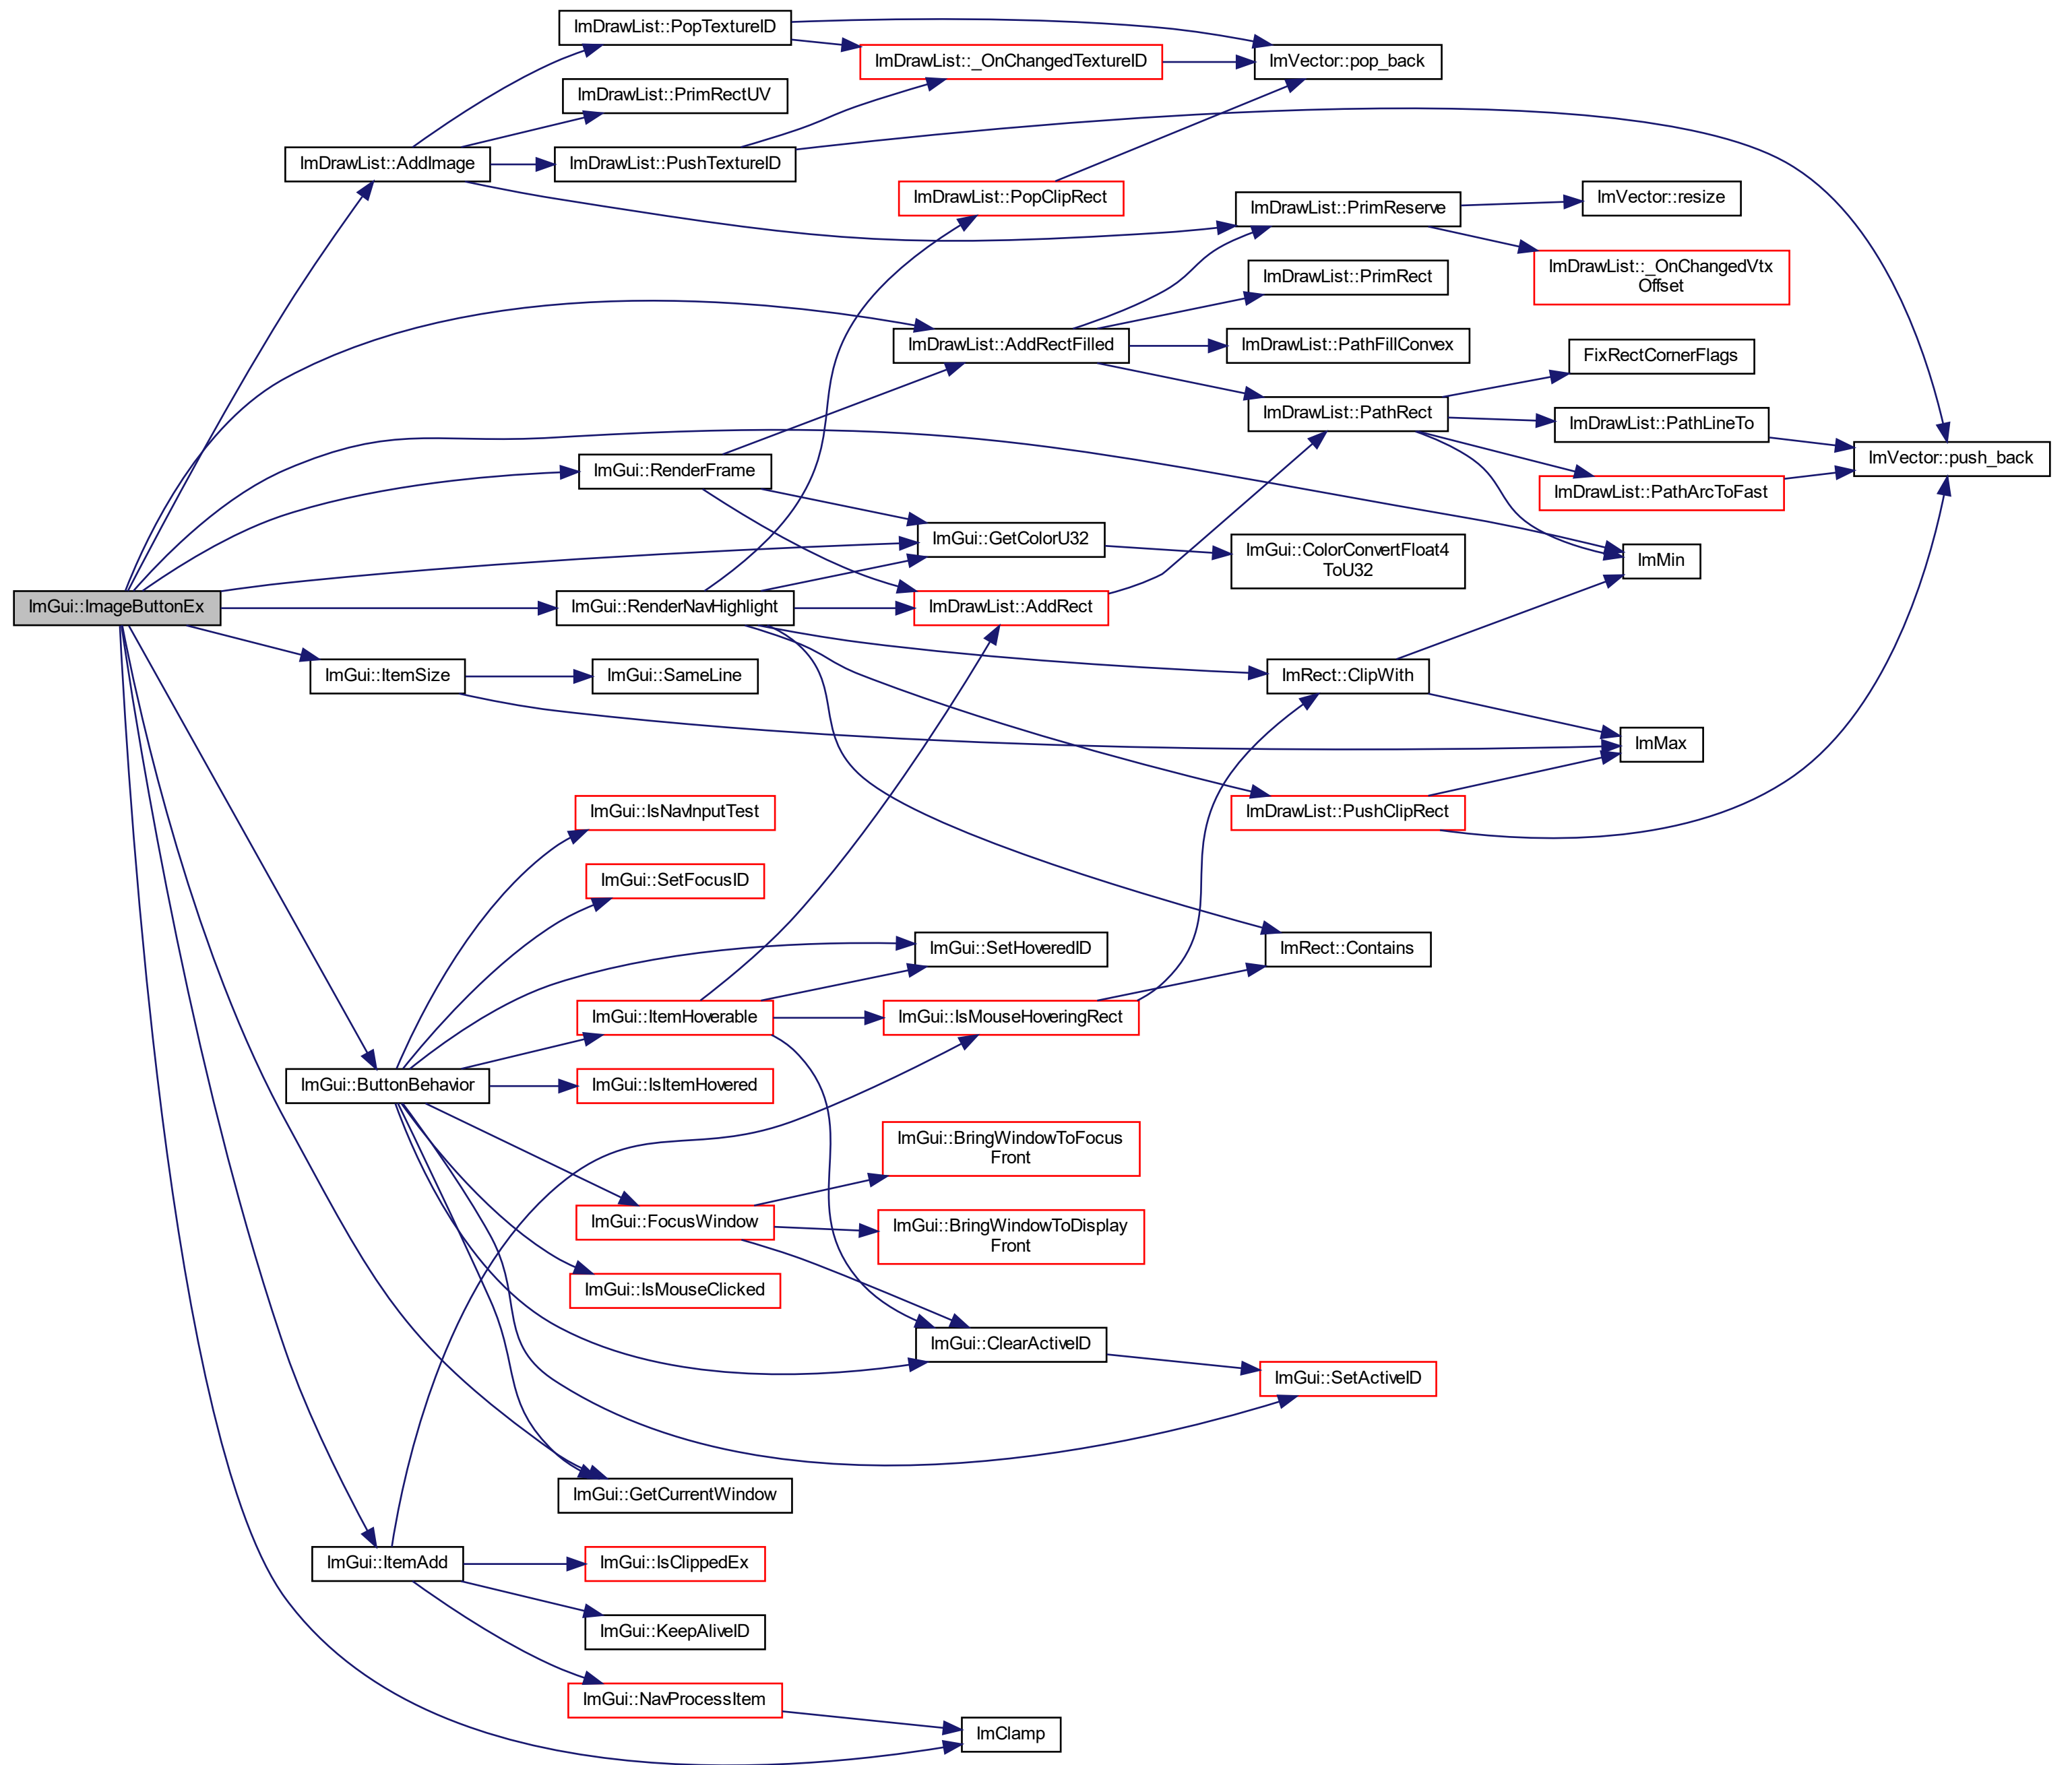 ImDrawList::PopTextureID
ImDrawList::_OnChangedTextureID
ImVector::pop_back
ImDrawList::PrimRectUV
ImDrawList::AddImage
ImDrawList::PushTextureID
ImDrawList::PopClipRect
ImDrawList::PrimReserve
ImVector::resize
ImDrawList::_OnChangedVtx
Offset
ImDrawList::PrimRect
ImDrawList::AddRectFilled
ImDrawList::PathFillConvex
FixRectCornerFlags
ImDrawList::PathRect
ImDrawList::PathLineTo
ImVector::push_back
ImGui::RenderFrame
ImDrawList::PathArcToFast
ImGui::GetColorU32
ImGui::ColorConvertFloat4
ToU32
ImMin
ImGui::ImageButtonEx
ImGui::RenderNavHighlight
ImDrawList::AddRect
ImGui::ItemSize
ImGui::SameLine
ImRect::ClipWith
ImMax
ImGui::IsNavInputTest
ImDrawList::PushClipRect
ImGui::SetFocusID
ImGui::SetHoveredID
ImRect::Contains
ImGui::ItemHoverable
ImGui::IsMouseHoveringRect
ImGui::ButtonBehavior
ImGui::IsItemHovered
ImGui::BringWindowToFocus
Front
ImGui::FocusWindow
ImGui::BringWindowToDisplay
Front
ImGui::IsMouseClicked
ImGui::ClearActiveID
ImGui::SetActiveID
ImGui::GetCurrentWindow
ImGui::ItemAdd
ImGui::IsClippedEx
ImGui::KeepAliveID
ImGui::NavProcessItem
ImClamp